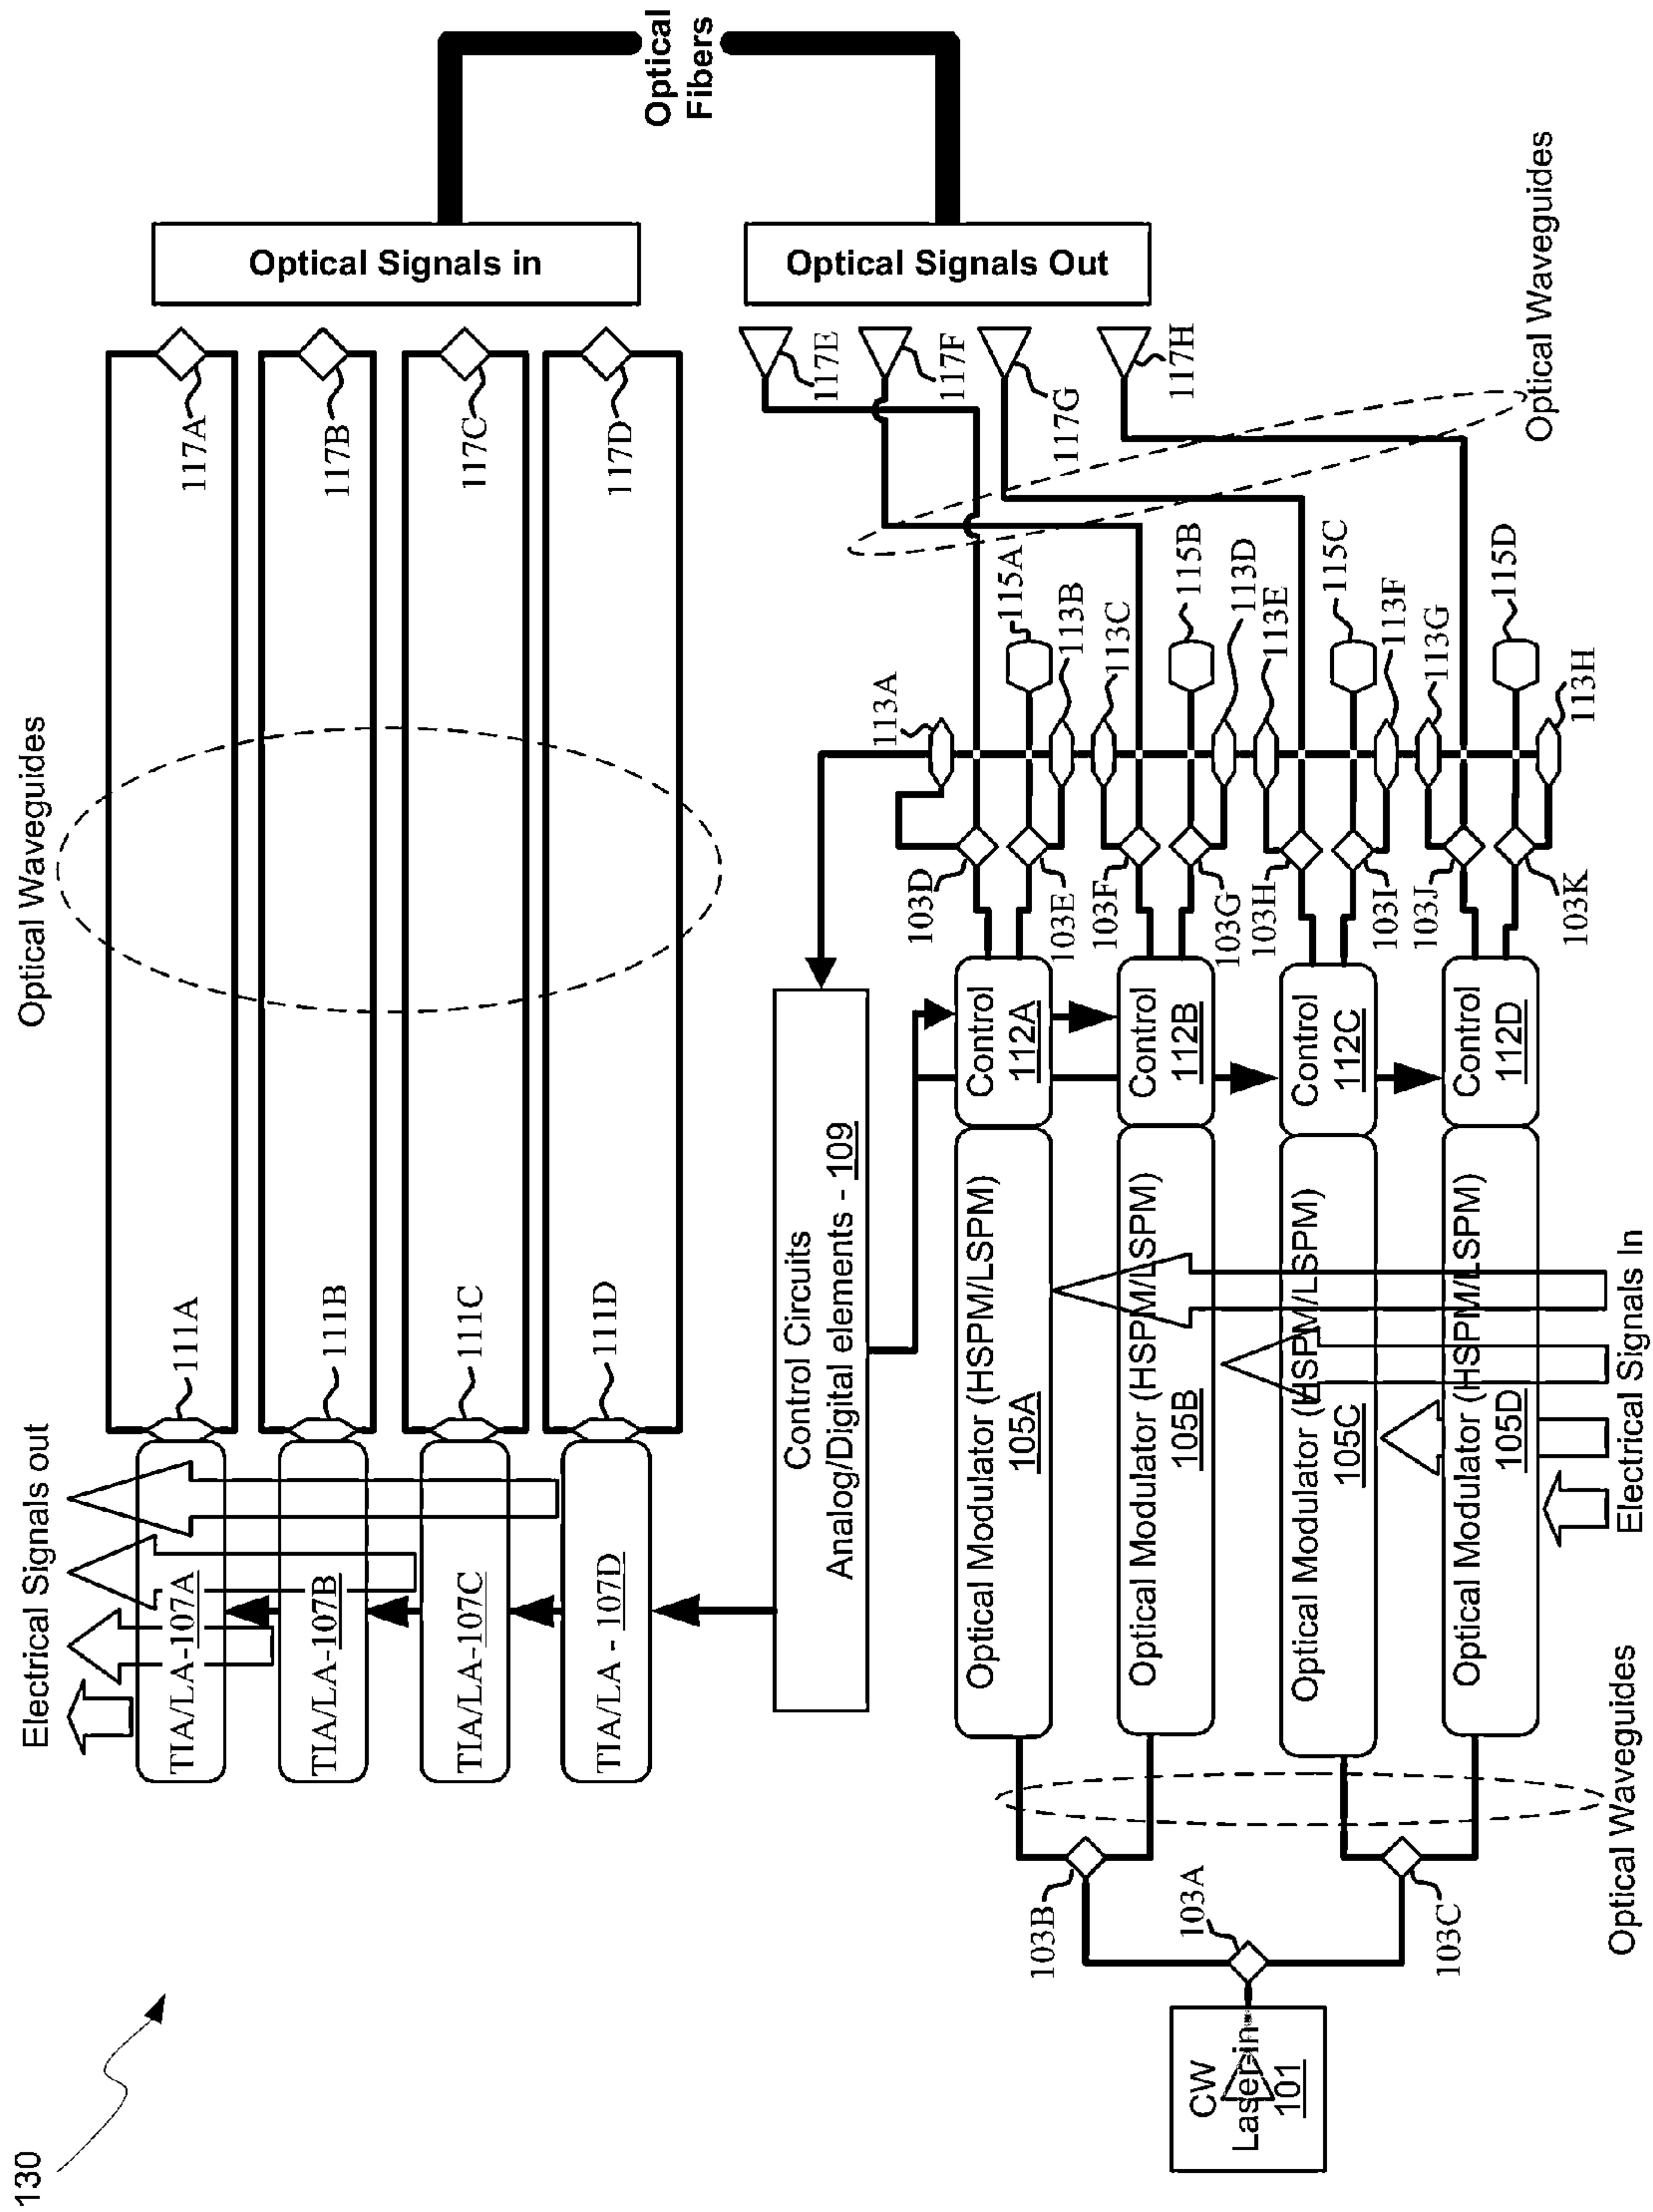 130
Electrical Signals out
Optical Waveguides
TIA/LA-107A
TIA/LA-107B
TIA/LA-107C
TIA/LA - 107D
111A
111B
111C
111D
117A
117B
117C
117D
Optical Signals in
Optical
Fibers
Optical Signals Out
117E
117F
117G
117H
Optical Waveguides
Control Circuits
Analog/Digital elements - 109
113A
115A
113B
113C
115B
113D
113E
115C
113F
113G
115D
113H
103D
103E
103F
103G
103H
103I
103J
103K
Control
112A
Control
112B
Control
112C
Control
112D
Optical Modulator (HSPM/LSPM)
105A
Optical Modulator (HSPM/LSPM)
105B
Optical Modulator (HSPM/LSPM)
105C
Optical Modulator (HSPM/LSPM)
105D
Electrical Signals In
Optical Waveguides
103B
103A
103C
CW
Laser in
101